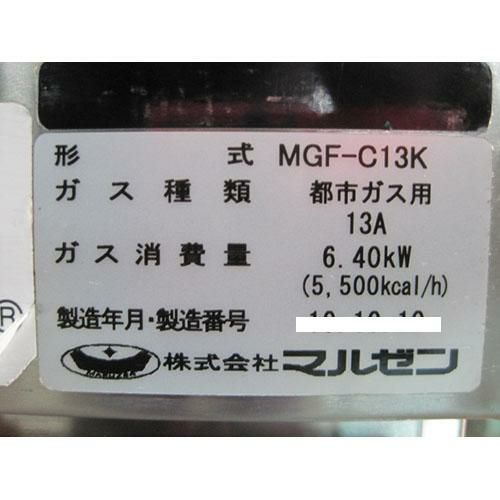 形 式 MGF-C13K
ガス種類 都市ガス用
13A
ガス消費量 6.40kW
(5,500kcal/h)
製造年月・製造番号
MARUZEN 株式会社 マルゼン
®